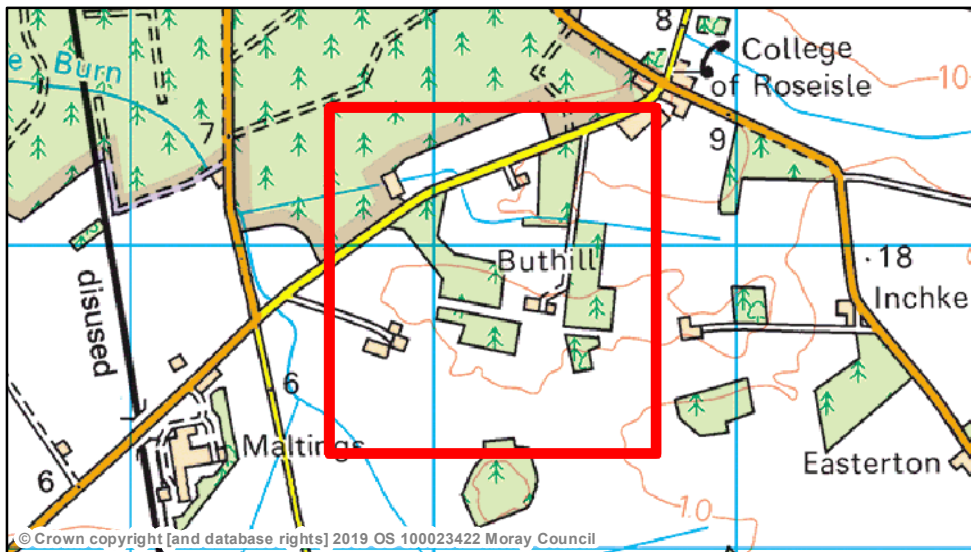 8
College
of Roseisle
10
e Burn
7
9
Buthill
18
Inchke
disused
6
Maltings
6
Easterton
10
© Crown copyright [and database rights] 2019 OS 100023422 Moray Council